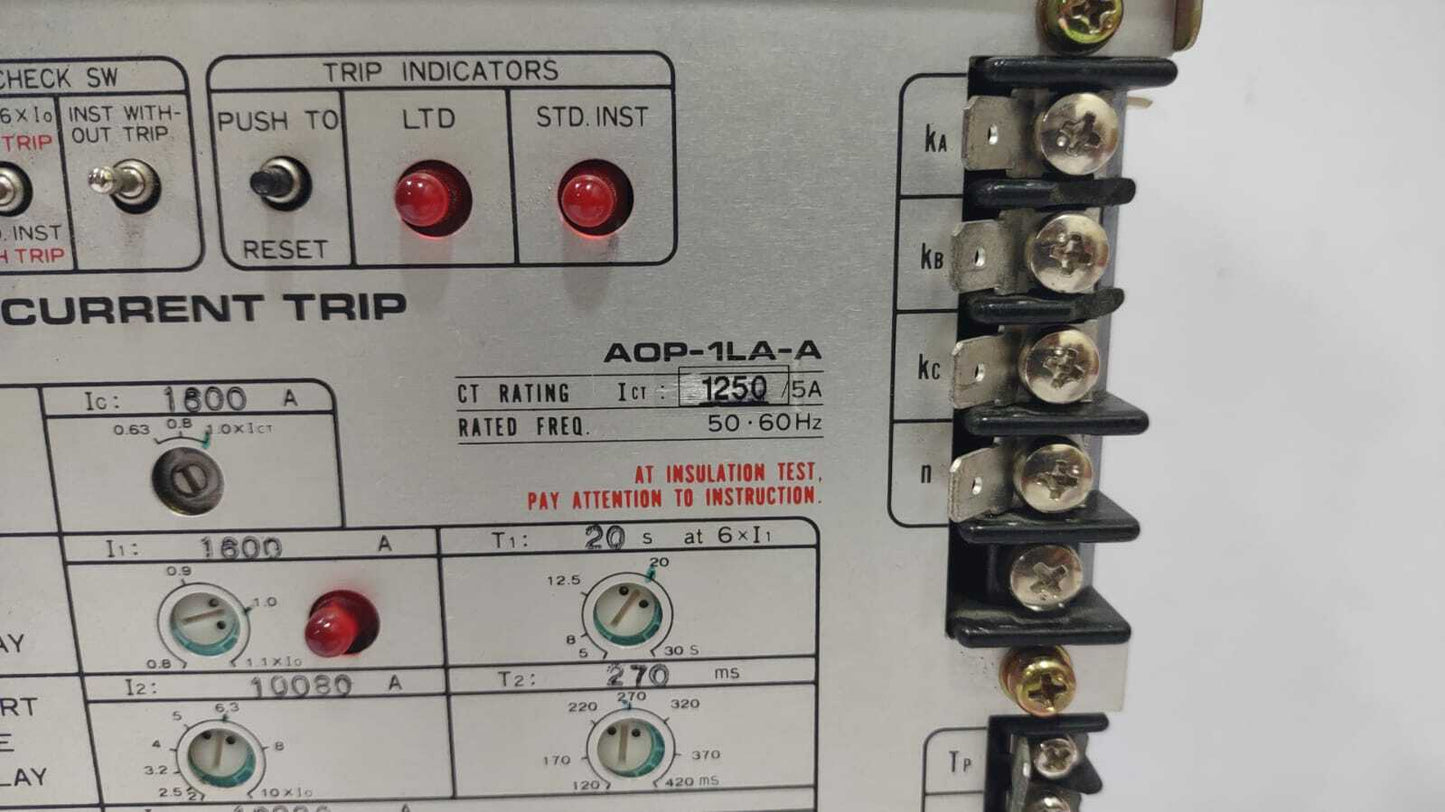 CHECK SW
6×Io
TRIP
INST WITH-
OUT TRIP
INST
TRIP
TRIP INDICATORS
PUSH TO
RESET
LTD
STD. INST
CURRENT TRIP
AOP-1LA-A
CT RATING ICT: 1250 /5A
RATED FREQ. 50·60Hz
AT INSULATION TEST,
PAY ATTENTION TO INSTRUCTION.
Ic: A
0.63 0.8 1.0×ICT
I1: 1600 A
0.9
1.0
0.8 1.1×Io
T1: 20 s at 6×I1
20
12.5
8
5 30 S
I2: 10080 A
6.3
5
4
8
3.2
2.5 10×Io
T2: 270 ms
270
220 320
170 370
120 420 ms
kA
kB
kC
n
TP